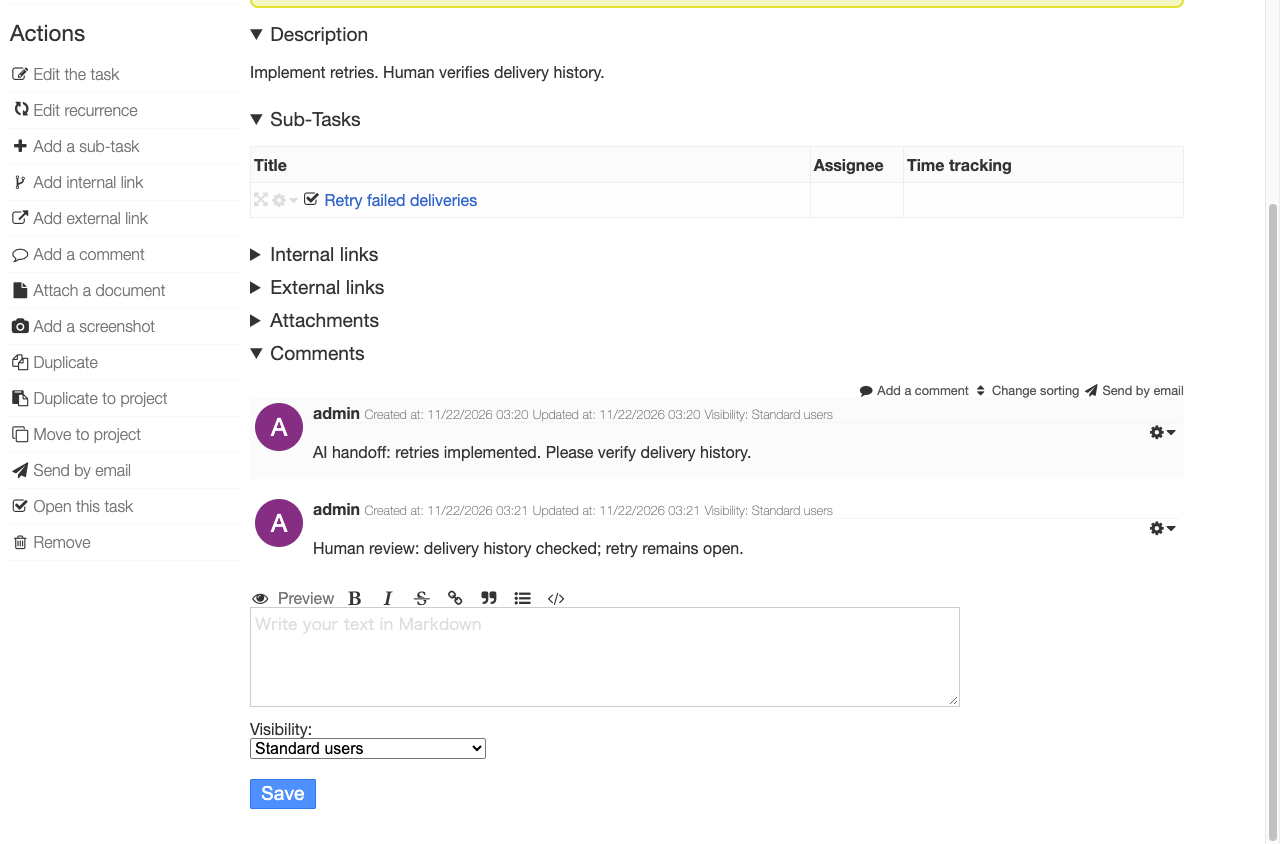 Actions
Edit the task
Edit recurrence
Add a sub-task
Add internal link
Add external link
Add a comment
Attach a document
Add a screenshot
Duplicate
Duplicate to project
Move to project
Send by email
Open this task
Remove
Description
Implement retries. Human verifies delivery history.
Sub-Tasks
Title Assignee Time tracking
Retry failed deliveries
Internal links
External links
Attachments
Comments
Add a comment Change sorting Send by email
A admin Created at: 11/22/2026 03:20 Updated at: 11/22/2026 03:20 Visibility: Standard users
AI handoff: retries implemented. Please verify delivery history.
A admin Created at: 11/22/2026 03:21 Updated at: 11/22/2026 03:21 Visibility: Standard users
Human review: delivery history checked; retry remains open.
Preview B I S </>
Write your text in Markdown
Visibility:
Standard users
Save